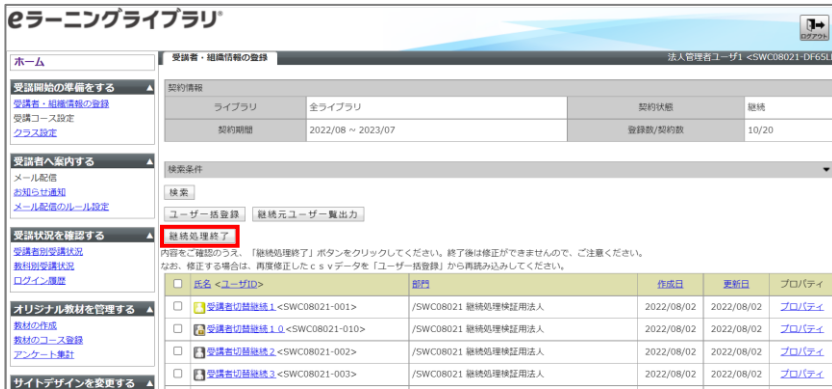 eラーニングライブラリ®
ログアウト
ホーム
受講者・組織情報の登録
法人管理者ユーザ1 <SWC08021-DF65LI
受講開始の準備をする ▲
受講者・組織情報の登録
受講コース設定
クラス設定
受講者へ案内する ▲
メール配信
お知らせ通知
メール配信のルール設定
受講状況を確認する ▲
受講者別受講状況
教科別受講状況
ログイン履歴
オリジナル教材を管理する ▲
教材の作成
教材のコース登録
アンケート集計
サイトデザインを変更する ▲
契約情報
ライブラリ 全ライブラリ 契約状態 継続
契約期間 2022/08 ~ 2023/07 登録数/契約数 10/20
検索条件 ▼
検索
ユーザ一括登録 継続元ユーザ一覧出力
継続処理終了
内容をご確認のうえ、「継続処理終了」ボタンをクリックしてください。終了後は修正ができませんので、ご注意ください。
なお、修正する場合は、再度修正したcsvデータを「ユーザ一括登録」から再読み込みしてください。
氏名 <ユーザID> 部門 作成日 更新日 プロパティ
受講者切替継続1<SWC08021-001> /SWC08021 継続処理検証用法人 2022/08/02 2022/08/02 プロパティ
受講者切替継続10<SWC08021-010> /SWC08021 継続処理検証用法人 2022/08/02 2022/08/02 プロパティ
受講者切替継続2<SWC08021-002> /SWC08021 継続処理検証用法人 2022/08/02 2022/08/02 プロパティ
受講者切替継続3<SWC08021-003> /SWC08021 継続処理検証用法人 2022/08/02 2022/08/02 プロパティ